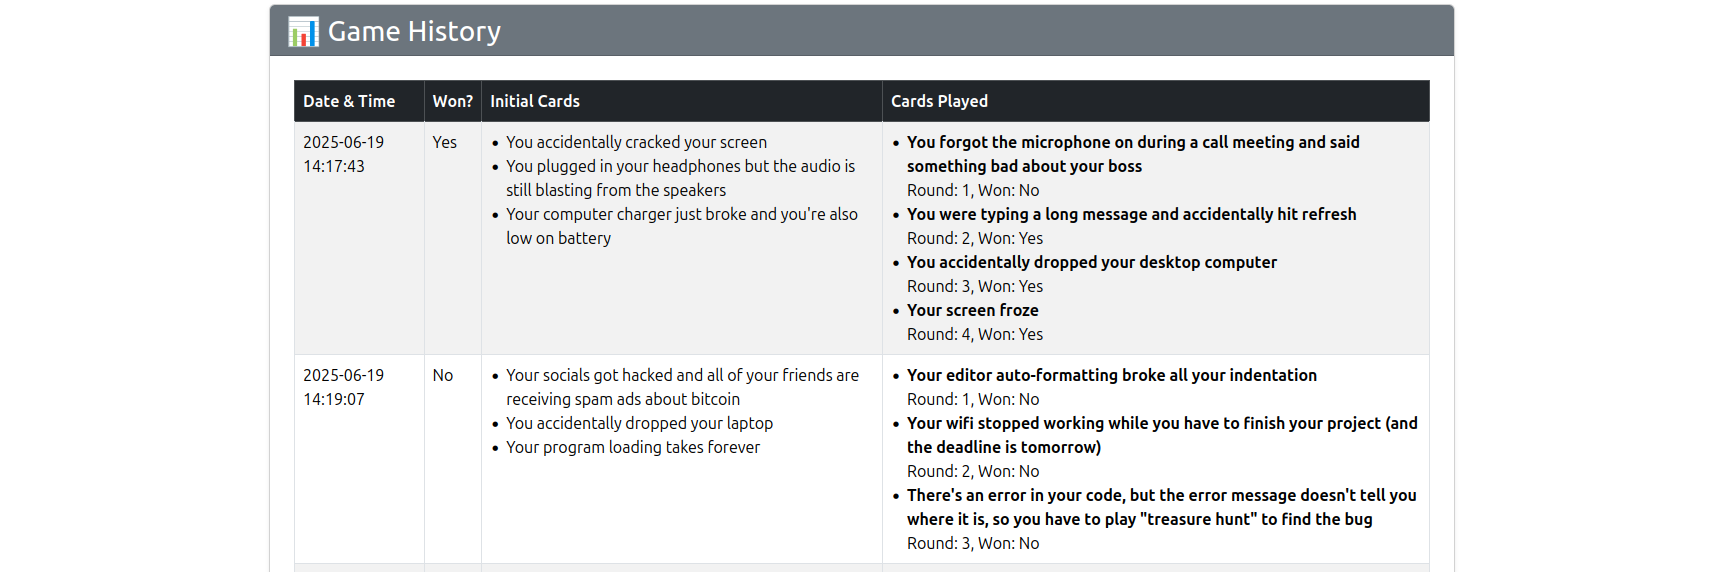 Game History
Date & Time Won? Initial Cards Cards Played
2025-06-19
14:17:43
Yes
You accidentally cracked your screen
You plugged in your headphones but the audio is
still blasting from the speakers
Your computer charger just broke and you're also
low on battery
You forgot the microphone on during a call meeting and said
something bad about your boss
Round: 1, Won: No
You were typing a long message and accidentally hit refresh
Round: 2, Won: Yes
You accidentally dropped your desktop computer
Round: 3, Won: Yes
Your screen froze
Round: 4, Won: Yes
2025-06-19
14:19:07
No
Your socials got hacked and all of your friends are
receiving spam ads about bitcoin
You accidentally dropped your laptop
Your program loading takes forever
Your editor auto-formatting broke all your indentation
Round: 1, Won: No
Your wifi stopped working while you have to finish your project (and
the deadline is tomorrow)
Round: 2, Won: No
There's an error in your code, but the error message doesn't tell you
where it is, so you have to play "treasure hunt" to find the bug
Round: 3, Won: No